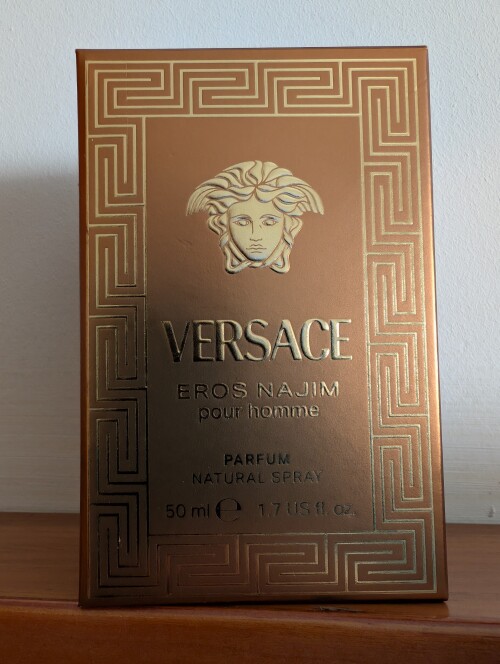 VERSACE
EROS NAJIM
pour homme
PARFUM
NATURAL SPRAY
50 ml ℮ 1.7 US fl. oz.